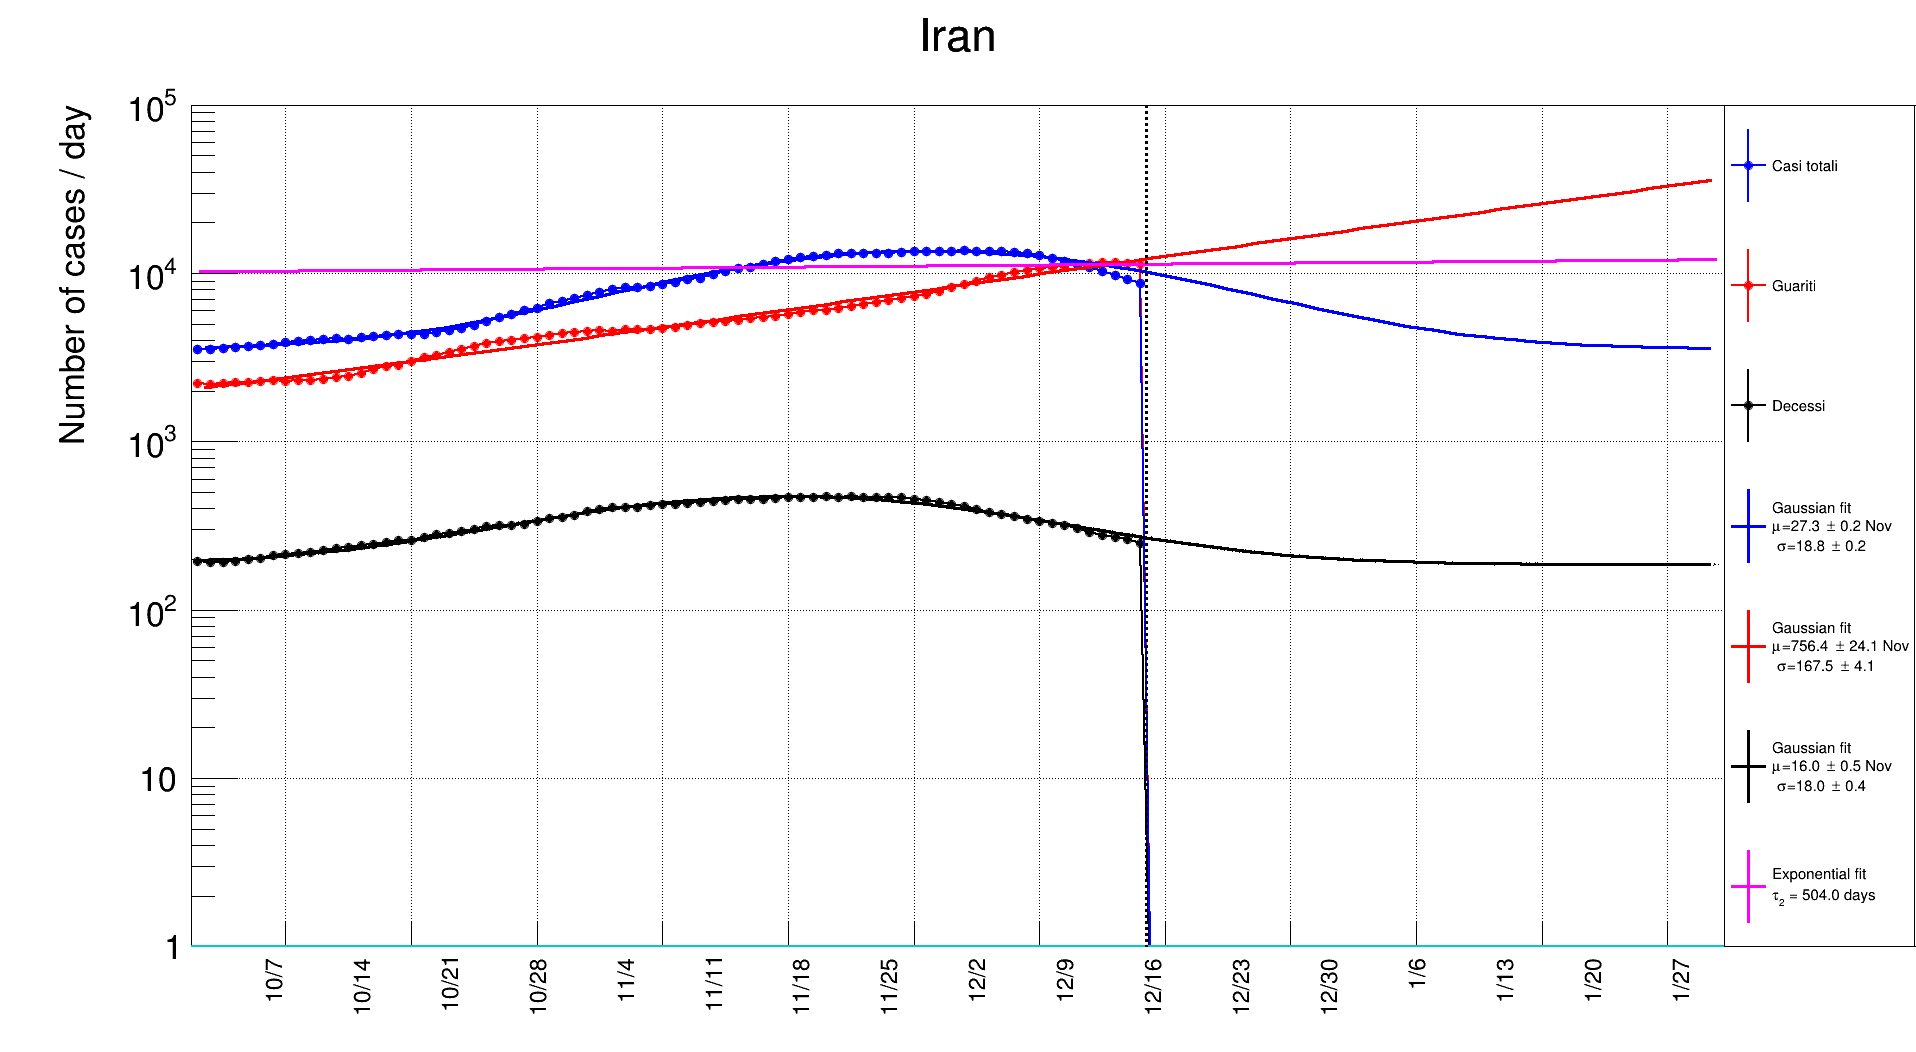 Iran
Number of cases / day
10^5
10^4
10^3
10^2
10
1
10/7
10/14
10/21
10/28
11/4
11/11
11/18
11/25
12/2
12/9
12/16
12/23
12/30
1/6
1/13
1/20
1/27
Casi totali
Guariti
Decessi
Gaussian fit
μ=27.3 ± 0.2 Nov
σ=18.8 ± 0.2
Gaussian fit
μ=756.4 ± 24.1 Nov
σ=167.5 ± 4.1
Gaussian fit
μ=16.0 ± 0.5 Nov
σ=18.0 ± 0.4
Exponential fit
τ₂ = 504.0 days